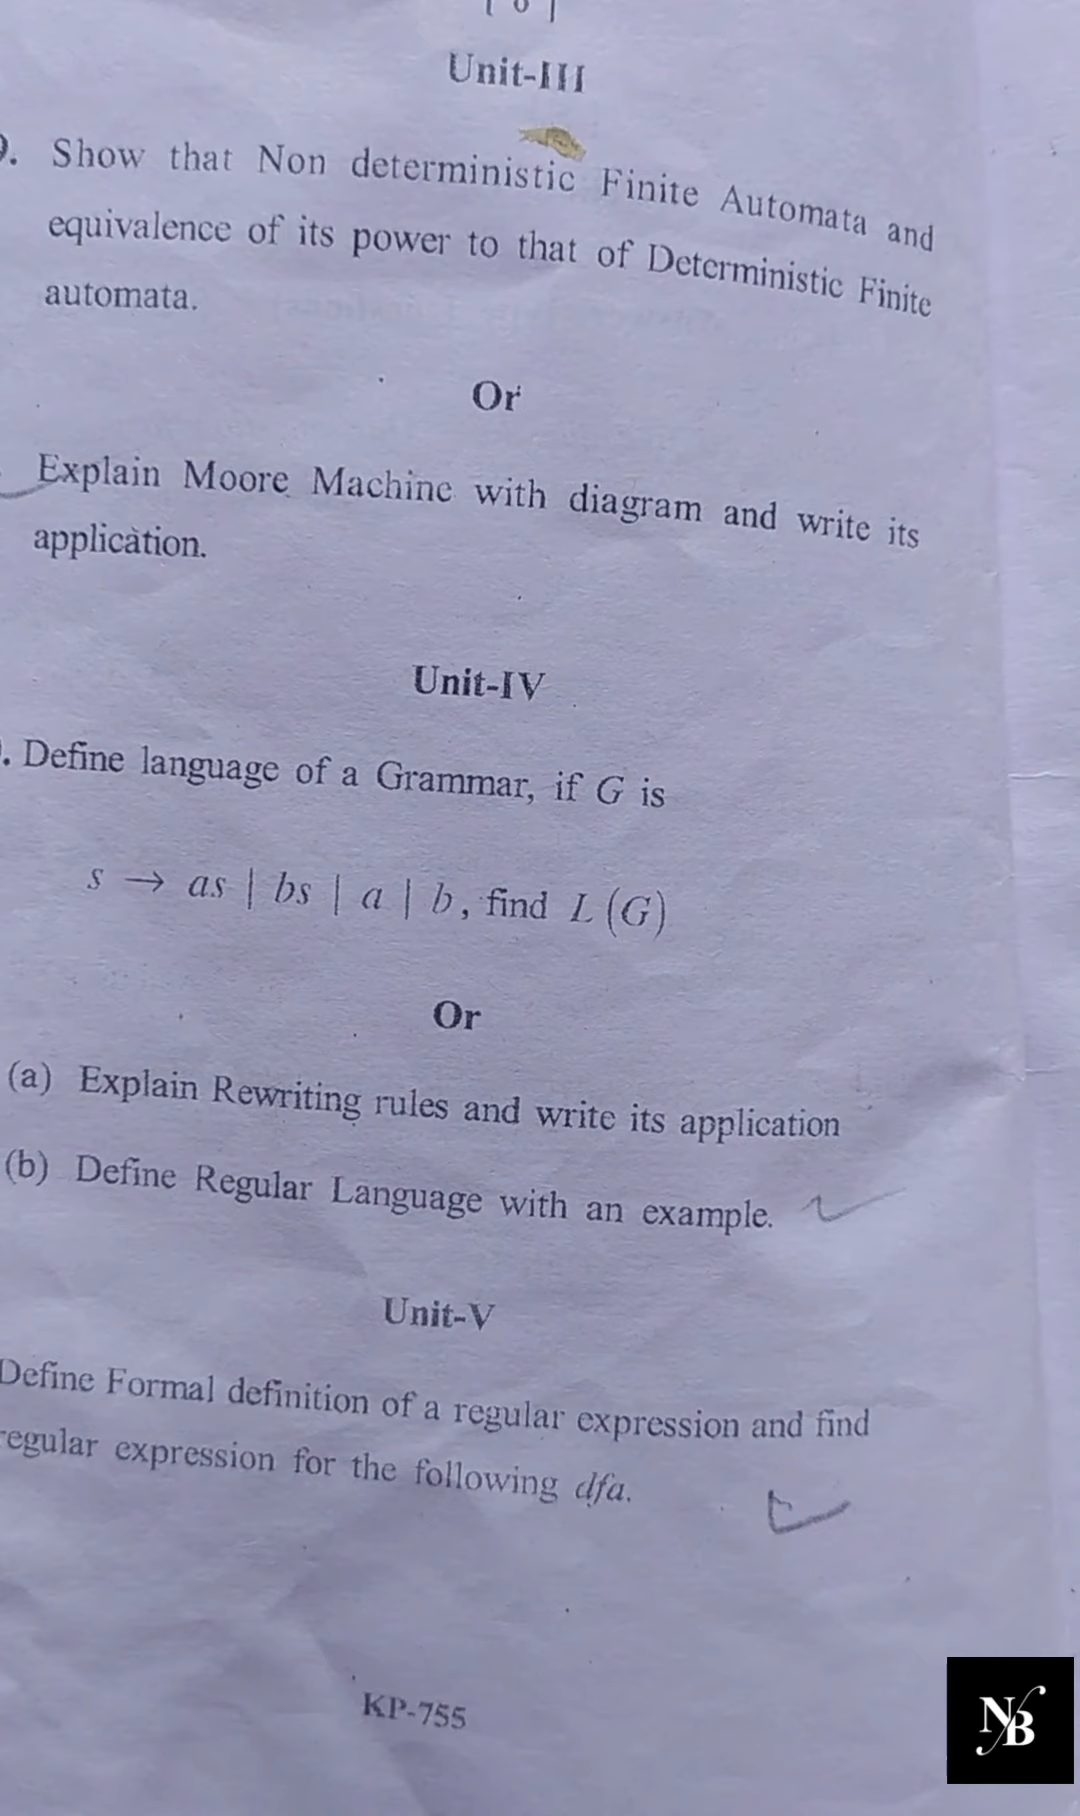 Unit-III
9. Show that Non deterministic Finite Automata and
equivalence of its power to that of Deterministic Finite
automata.
Or
Explain Moore Machine with diagram and write its
application.
Unit-IV
. Define language of a Grammar, if G is
s → as | bs | a | b, find L (G)
Or
(a) Explain Rewriting rules and write its application
(b) Define Regular Language with an example.
Unit-V
Define Formal definition of a regular expression and find
regular expression for the following dfa.
KP-755
NB